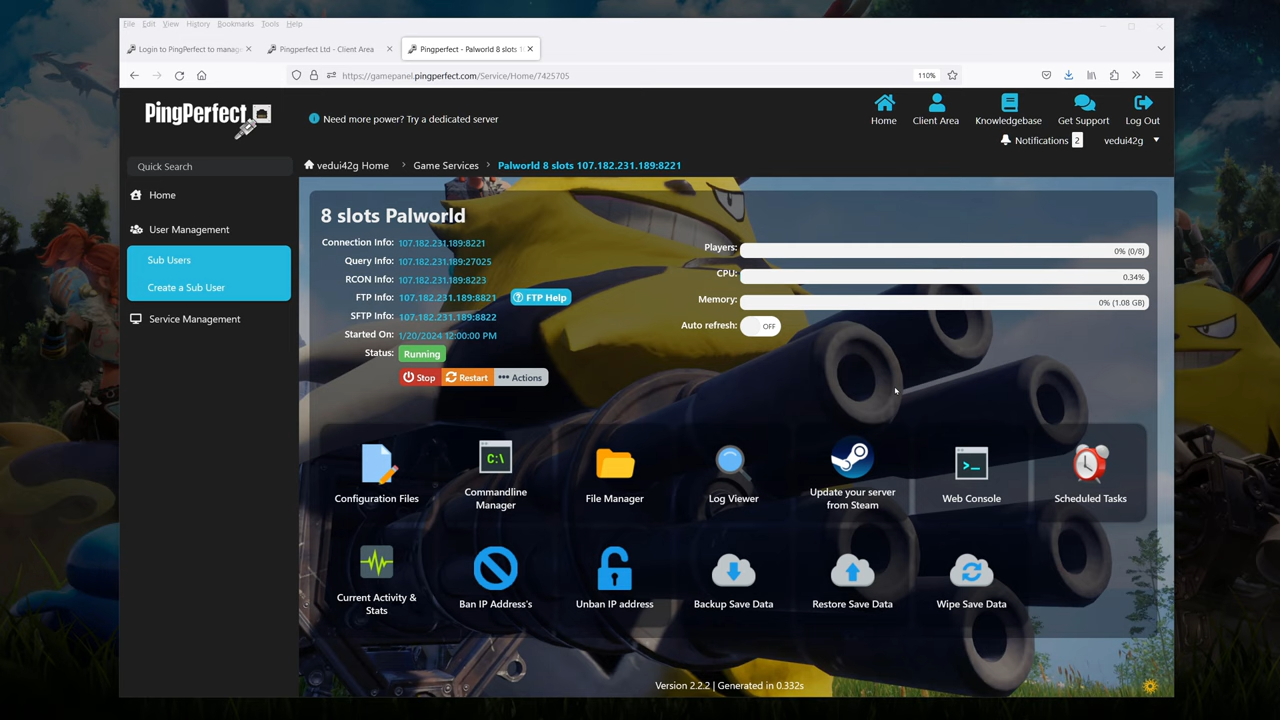 File Edit View History Bookmarks Tools Help
Login to PingPerfect to manag
Pingperfect Ltd - Client Area
Pingperfect - Palworld 8 slots 1
https://gamepanel.pingperfect.com/Service/Home/7425705
110%
PingPerfect
Need more power? Try a dedicated server
Home
Client Area
Knowledgebase
Get Support
Log Out
Notifications 2
vedui42g
Quick Search
vedui42g Home > Game Services > Palworld 8 slots 107.182.231.189:8221
Home
User Management
Sub Users
Create a Sub User
Service Management
8 slots Palworld
Connection Info: 107.182.231.189:8221
Query Info: 107.182.231.189:27025
RCON Info: 107.182.231.189:8223
FTP Info: 107.182.231.189:8821 FTP Help
SFTP Info: 107.182.231.189:8822
Started On: 1/20/2024 12:00:00 PM
Status: Running
Stop Restart Actions
Players: 0% (0/8)
CPU: 0.34%
Memory: 0% (1.08 GB)
Auto refresh: OFF
C:\
Configuration Files
Commandline Manager
File Manager
Log Viewer
Update your server from Steam
Web Console
Scheduled Tasks
Current Activity & Stats
Ban IP Address's
Unban IP address
Backup Save Data
Restore Save Data
Wipe Save Data
Version 2.2.2 | Generated in 0.332s